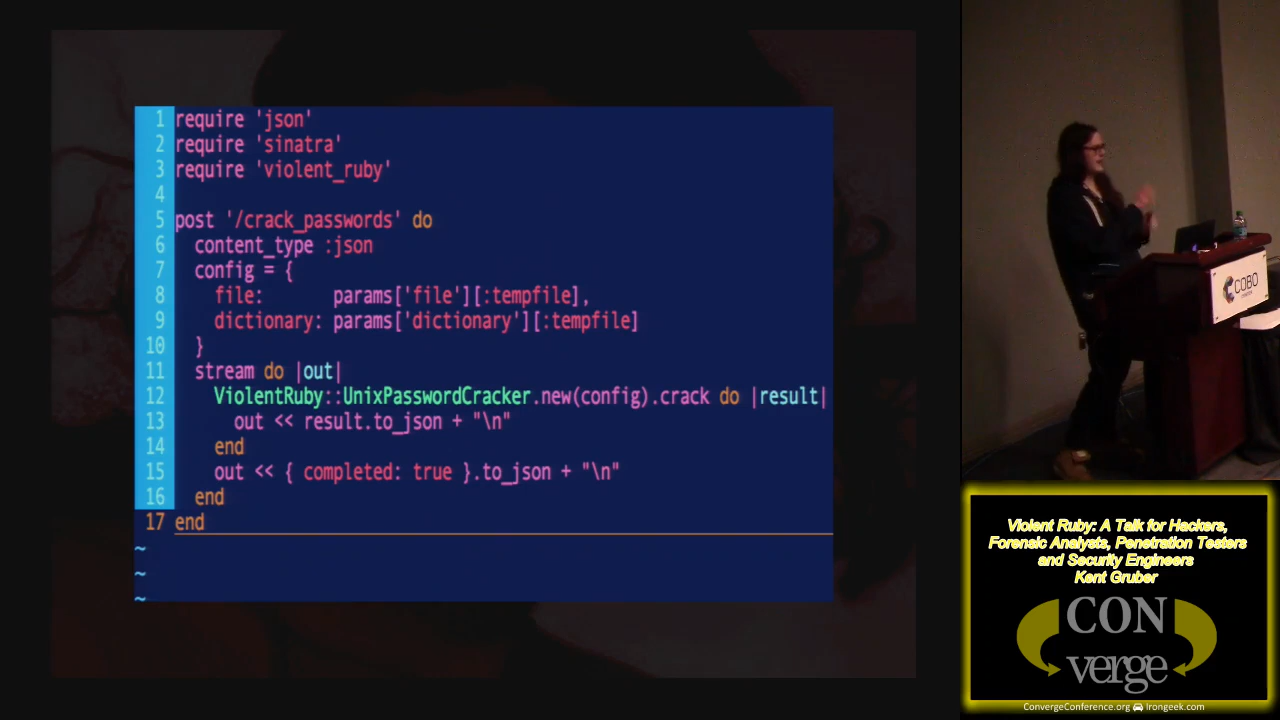 1 require 'json'
2 require 'sinatra'
3 require 'violent_ruby'
4
5 post '/crack_passwords' do
6   content_type :json
7   config = {
8     file:       params['file'][:tempfile],
9     dictionary: params['dictionary'][:tempfile]
10   }
11   stream do |out|
12     ViolentRuby::UnixPasswordCracker.new(config).crack do |result|
13       out << result.to_json + "\n"
14     end
15     out << { completed: true }.to_json + "\n"
16   end
17 end
~
~
~
COBO
Violent Ruby: A Talk for Hackers,
Forensic Analysts, Penetration Testers
and Security Engineers
Kent Gruber
CON
verge
ConvergeConference.org Irongeek.com